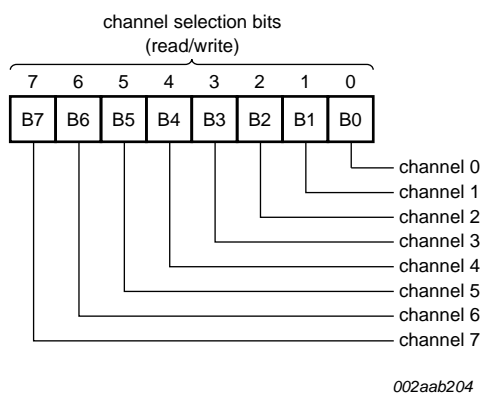 channel selection bits
(read/write)
7 6 5 4 3 2 1 0
B7 B6 B5 B4 B3 B2 B1 B0
channel 0
channel 1
channel 2
channel 3
channel 4
channel 5
channel 6
channel 7
002aab204